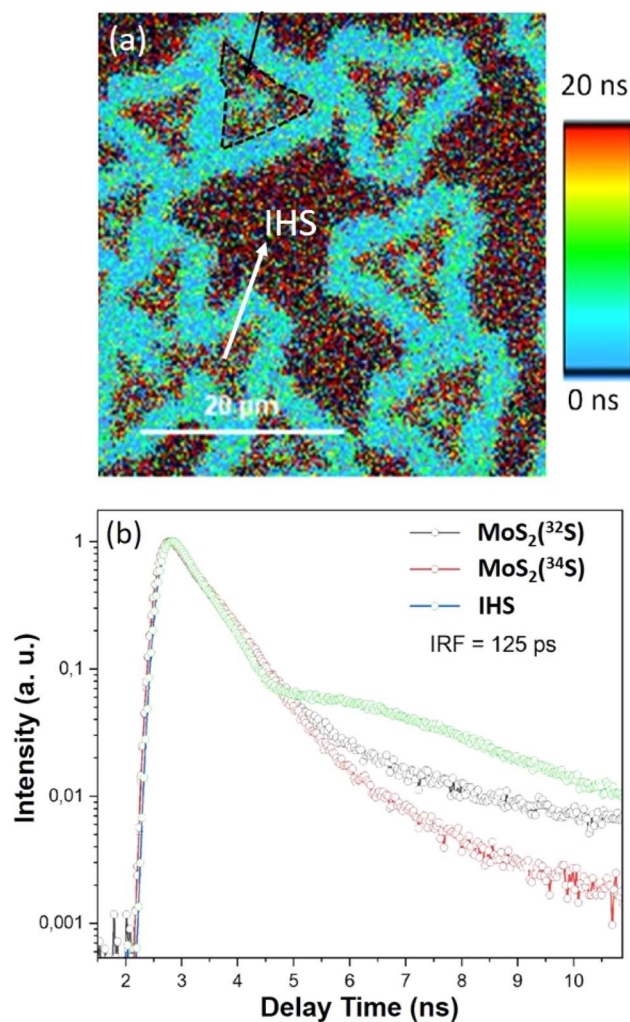 (a)
20 ns
IHS
20 µm
0 ns
(b)
MoS₂(³²S)
MoS₂(³⁴S)
IHS
IRF = 125 ps
1
0,1
0,01
0,001
Intensity (a. u.)
2 3 4 5 6 7 8 9 10
Delay Time (ns)